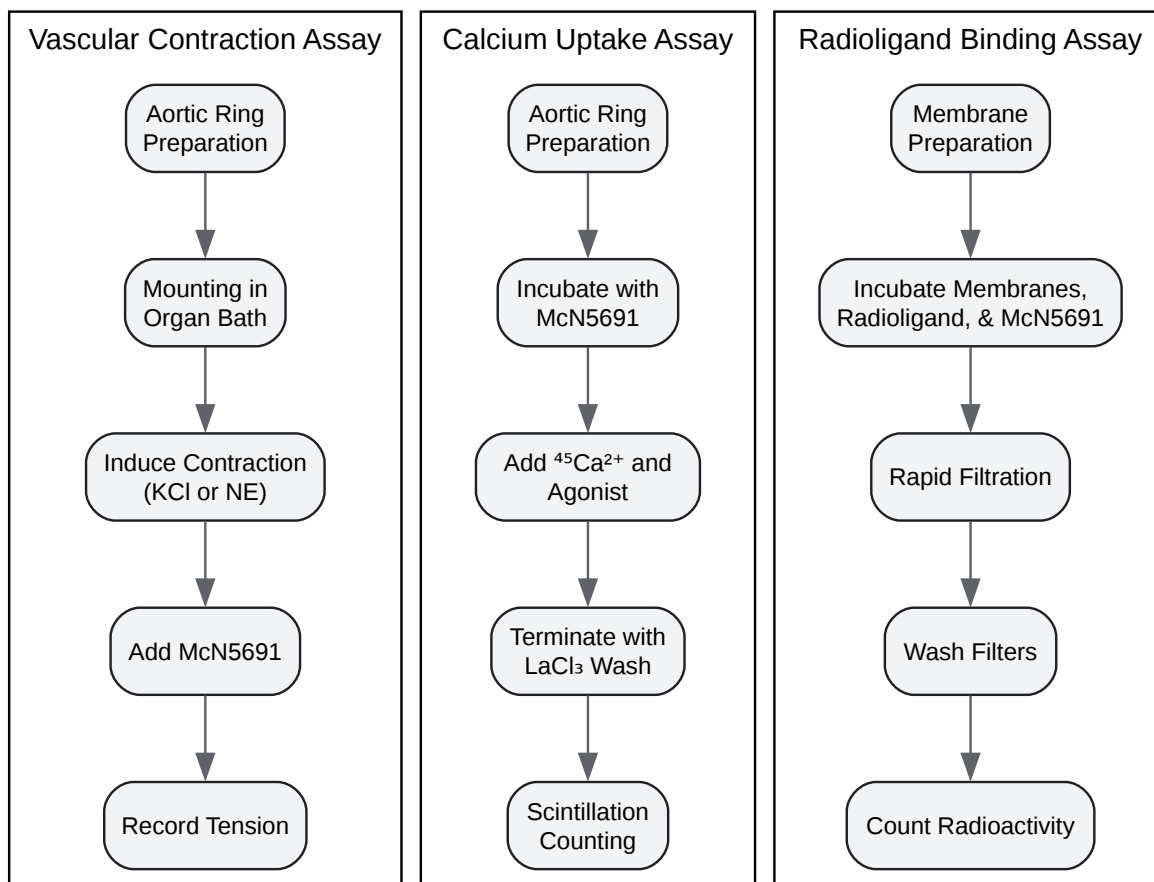 Vascular Contraction Assay
Aortic Ring
Preparation
Mounting in
Organ Bath
Induce Contraction
(KCl or NE)
Add McN5691
Record Tension
Calcium Uptake Assay
Aortic Ring
Preparation
Incubate with
McN5691
Add ⁴⁵Ca²⁺ and
Agonist
Terminate with
LaCl₃ Wash
Scintillation
Counting
Radioligand Binding Assay
Membrane
Preparation
Incubate Membranes,
Radioligand, & McN5691
Rapid Filtration
Wash Filters
Count Radioactivity